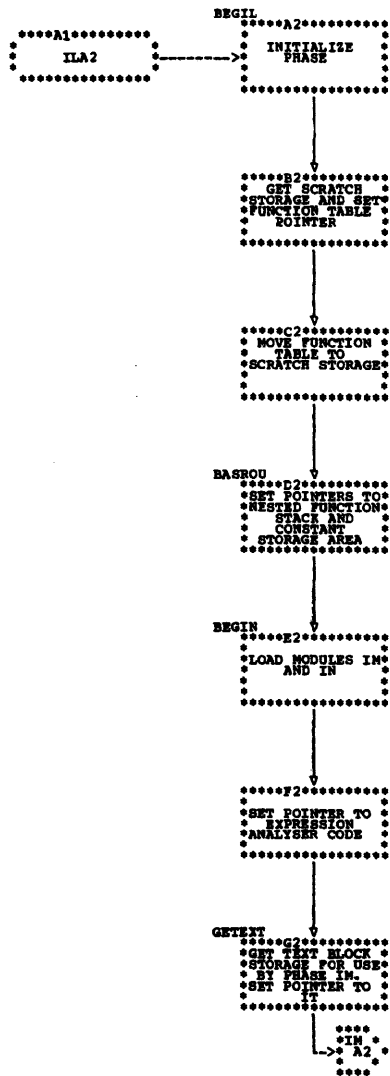 BEGIL
A1
A2
ILA2
INITIALIZE
PHASE
B2
GET SCRATCH
STORAGE AND SET
FUNCTION TABLE
POINTER
C2
MOVE FUNCTION
TABLE TO
SCRATCH STORAGE
BASROU
D2
SET POINTERS TO
NESTED FUNCTION
STACK AND
CONSTANT
STORAGE AREA
BEGIN
E2
LOAD MODULES IM
AND IN
F2
SET POINTER TO
EXPRESSION
ANALYSER CODE
GETEXT
G2
GET TEXT BLOCK
STORAGE FOR USE
BY PHASE IM.
SET POINTER TO
IT
IM
A2